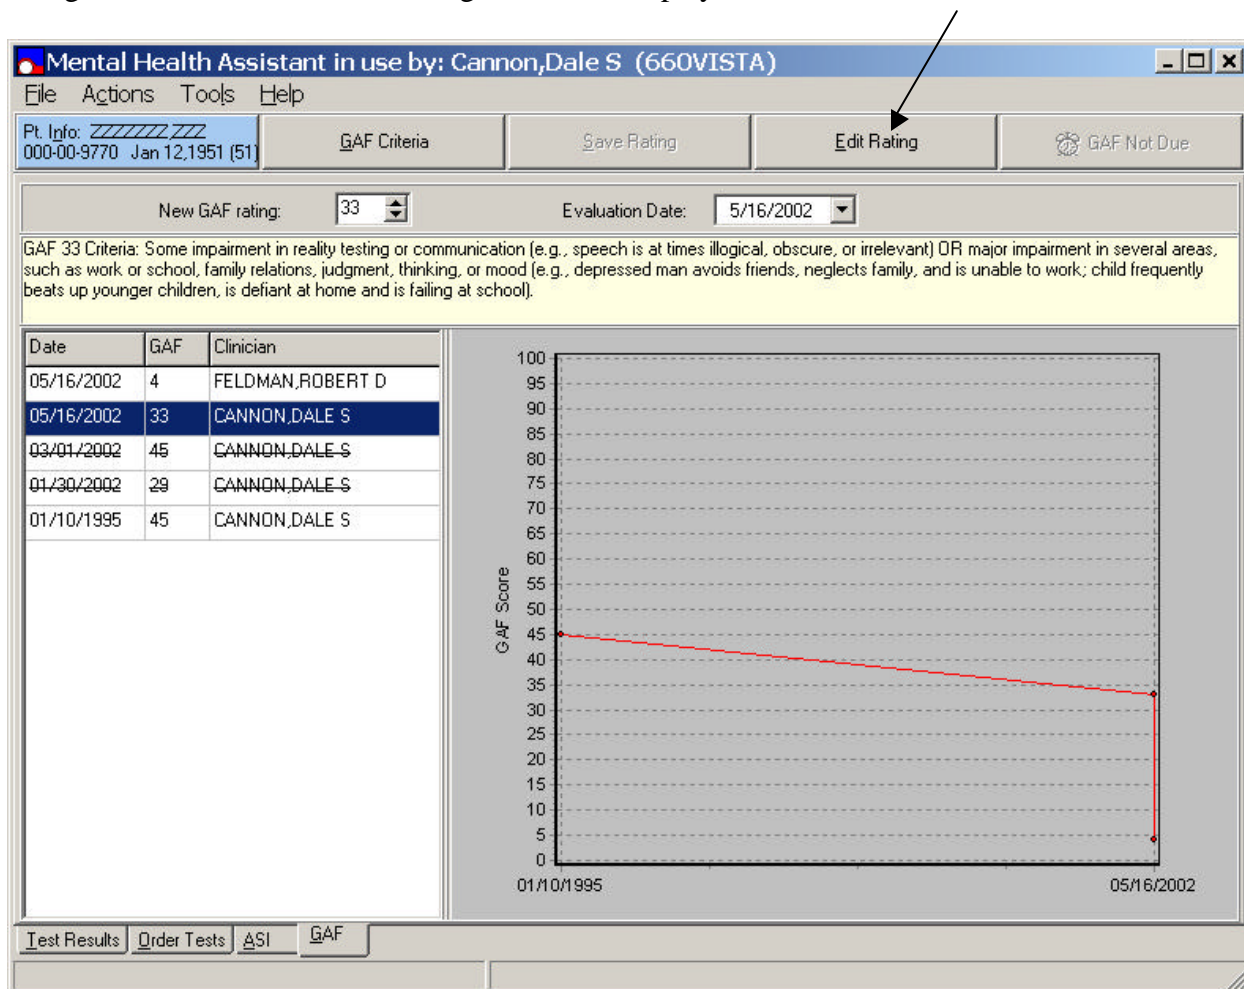 Mental Health Assistant in use by: Cannon,Dale S (660VISTA)
File Actions Tools Help
Pt. Info: ZZZZZZZ,ZZZ
000-00-9770 Jan 12,1951 (51)
GAF Criteria
Save Rating
Edit Rating
GAF Not Due
New GAF rating: 33 Evaluation Date: 5/16/2002
GAF 33 Criteria: Some impairment in reality testing or communication (e.g., speech is at times illogical, obscure, or irrelevant) OR major impairment in several areas,
such as work or school, family relations, judgment, thinking, or mood (e.g., depressed man avoids friends, neglects family, and is unable to work; child frequently
beats up younger children, is defiant at home and is failing at school).
Date GAF Clinician
05/16/2002 4 FELDMAN,ROBERT D
05/16/2002 33 CANNON,DALE S
03/01/2002 45 CANNON,DALE S
01/30/2002 29 CANNON,DALE S
01/10/1995 45 CANNON,DALE S
GAF Score
100
95
90
85
80
75
70
65
60
55
50
45
40
35
30
25
20
15
10
5
0
01/10/1995 05/16/2002
Test Results Order Tests ASI GAF